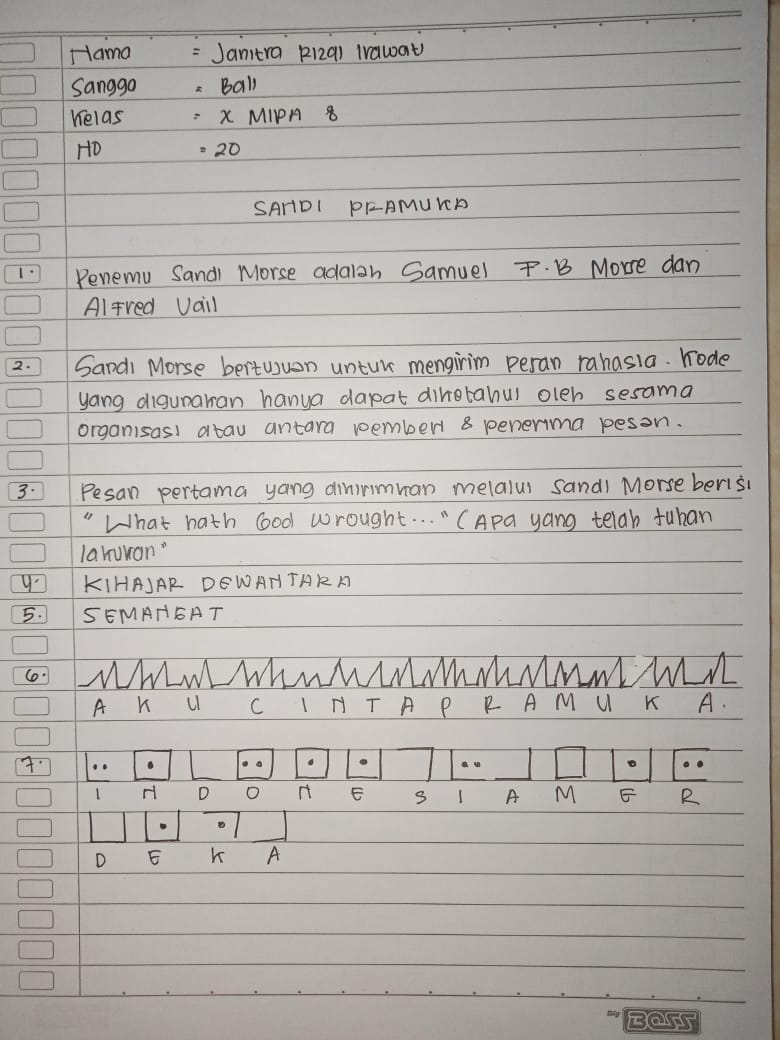 Nama = Janitra Rizqi Irawati
Sanggo = Bali
Kelas = X MIPA 8
NO = 20
SANDI PRAMUKA
1. Penemu Sandi Morse adalah Samuel F.B Morse dan
Alfred Vail
2. Sandi Morse bertujuan untuk mengirim pesan rahasia. Kode
yang digunakan hanya dapat diketahui oleh sesama
organisasi atau antara pemberi & penerima pesan.
3. Pesan pertama yang dikirimkan melalui Sandi Morse berisi
"What hath God wrought..." (Apa yang telah tuhan
lakukan"
4. KIHAJAR DEWANTARA
5. SEMANGAT
6.
A K U C I N T A P R A M U K A.
7.
I N D O N E S I A M E R
D E K A
Big BOSS